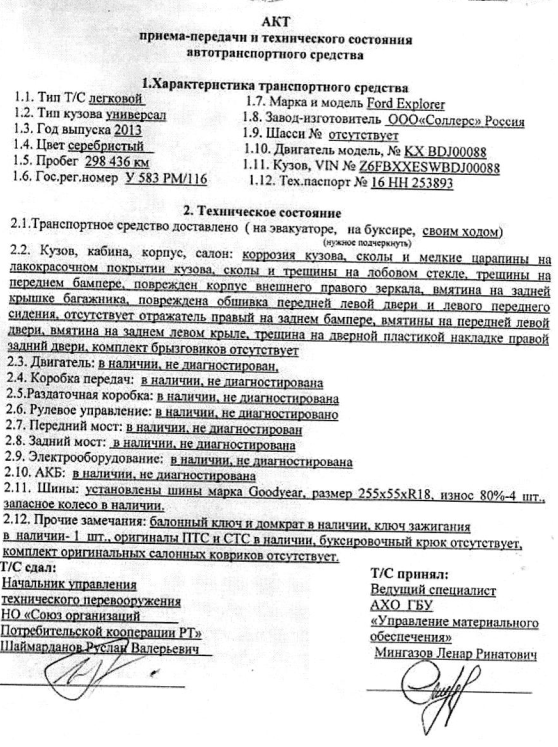 АКТ
приема-передачи и технического состояния
автотранспортного средства
1.Характеристика транспортного средства
1.1. Тип Т/С легковой
1.2. Тип кузова универсал
1.3. Год выпуска 2013
1.4. Цвет серебристый
1.5. Пробег 298 436 км
1.6. Гос.рег.номер У 583 РМ/116
1.7. Марка и модель Ford Explorer
1.8. Завод-изготовитель ООО«Соллерс» Россия
1.9. Шасси № отсутствует
1.10. Двигатель модель, № KX BDJ00088
1.11. Кузов, VIN № Z6FBXXESWBDJ00088
1.12. Тех.паспорт № 16 НН 253893
2. Техническое состояние
2.1.Транспортное средство доставлено ( на эвакуаторе, на буксире, своим ходом)
(нужное подчеркнуть)
2.2. Кузов, кабина, корпус, салон: коррозия кузова, сколы и мелкие царапины на
лакокрасочном покрытии кузова, сколы и трещины на лобовом стекле, трещины на
переднем бампере, поврежден корпус внешнего правого зеркала, вмятина на задней
крышке багажника, повреждена обшивка передней левой двери и левого переднего
сидения, отсутствует отражатель правый на заднем бампере, вмятины на передней левой
двери, вмятина на заднем левом крыле, трещина на дверной пластикой накладке правой
задний двери, комплект брызговиков отсутствует
2.3. Двигатель: в наличии, не диагностирован,
2.4. Коробка передач: в наличии, не диагностирована
2.5.Раздаточная коробка: в наличии, не диагностирована
2.6. Рулевое управление: в наличии, не диагностировано
2.7. Передний мост: в наличии, не диагностирован
2.8. Задний мост: в наличии, не диагностирована
2.9. Электрооборудование: в наличии, не диагностирована
2.10. АКБ: в наличии, не диагностирована
2.11. Шины: установлены шины марка Goodyear, размер 255х55хR18, износ 80%-4 шт.,
запасное колесо в наличии.
2.12. Прочие замечания: балонный ключ и домкрат в наличии, ключ зажигания
в наличии- 1 шт., оригиналы ПТС и СТС в наличии, буксировочный крюк отсутствует,
комплект оригинальных салонных ковриков отсутствует.
Т/С сдал:
Начальник управления
технического перевооружения
НО «Союз организаций
Потребительской кооперации РТ»
Шаймарданов Руслан Валерьевич
Т/С принял:
Ведущий специалист
АХО ГБУ
«Управление материального
обеспечения»
Мингазов Ленар Ринатович